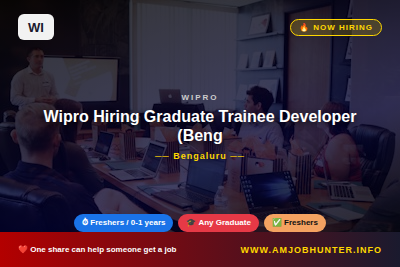 WI
🔥 NOW HIRING
WIPRO
Wipro Hiring Graduate Trainee Developer
(Beng
—— Bengaluru ——
⏱ Freshers / 0-1 years
🎓 Any Graduate
✅ Freshers
❤️ One share can help someone get a job
WWW.AMJOBHUNTER.INFO